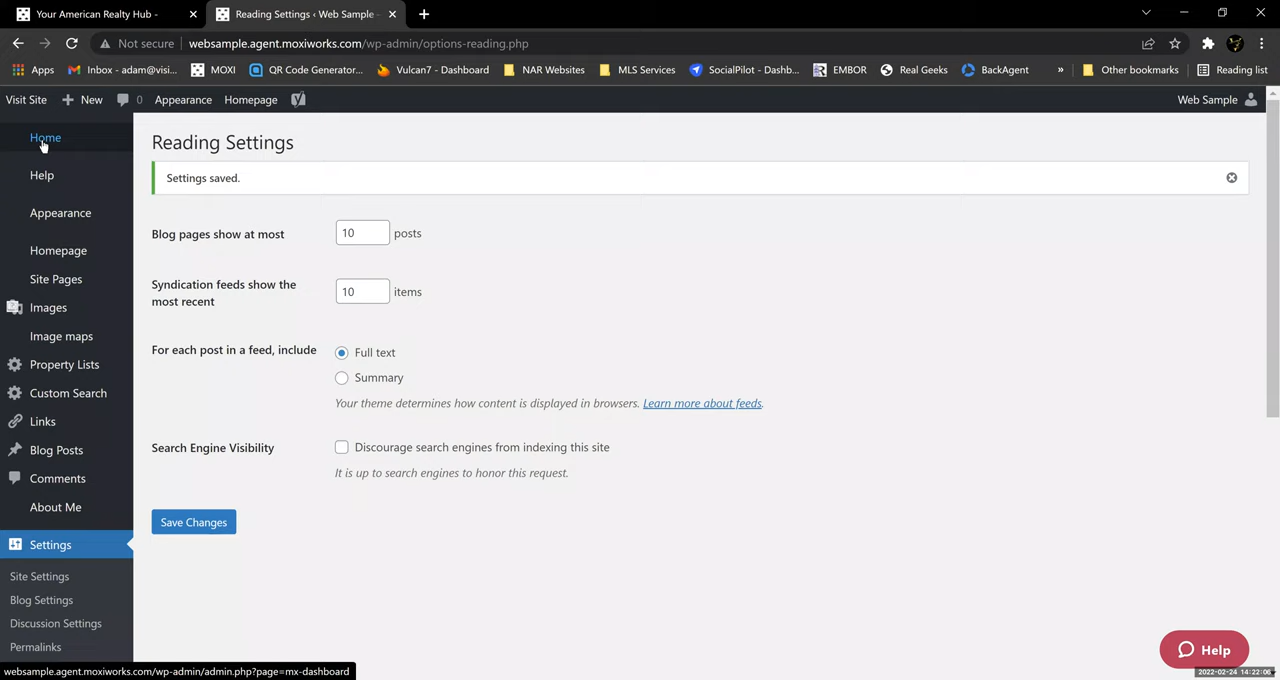 Your American Realty Hub -
Reading Settings ‹ Web Sample -
Not secure
websample.agent.moxiworks.com/wp-admin/options-reading.php
Apps
Inbox - adam@visi...
MOXI
QR Code Generator...
Vulcan7 - Dashboard
NAR Websites
MLS Services
SocialPilot - Dashb...
EMBOR
Real Geeks
BackAgent
»
Other bookmarks
Reading list
Visit Site
New
0
Appearance
Homepage
Web Sample
Home
Help
Appearance
Homepage
Site Pages
Images
Image maps
Property Lists
Custom Search
Links
Blog Posts
Comments
About Me
Settings
Site Settings
Blog Settings
Discussion Settings
Permalinks
Reading Settings
Settings saved.
Blog pages show at most
10
posts
Syndication feeds show the
most recent
10
items
For each post in a feed, include
Full text
Summary
Your theme determines how content is displayed in browsers. Learn more about feeds.
Search Engine Visibility
Discourage search engines from indexing this site
It is up to search engines to honor this request.
Save Changes
Help
websample.agent.moxiworks.com/wp-admin/admin.php?page=mx-dashboard
2022-02-24 14:22:06